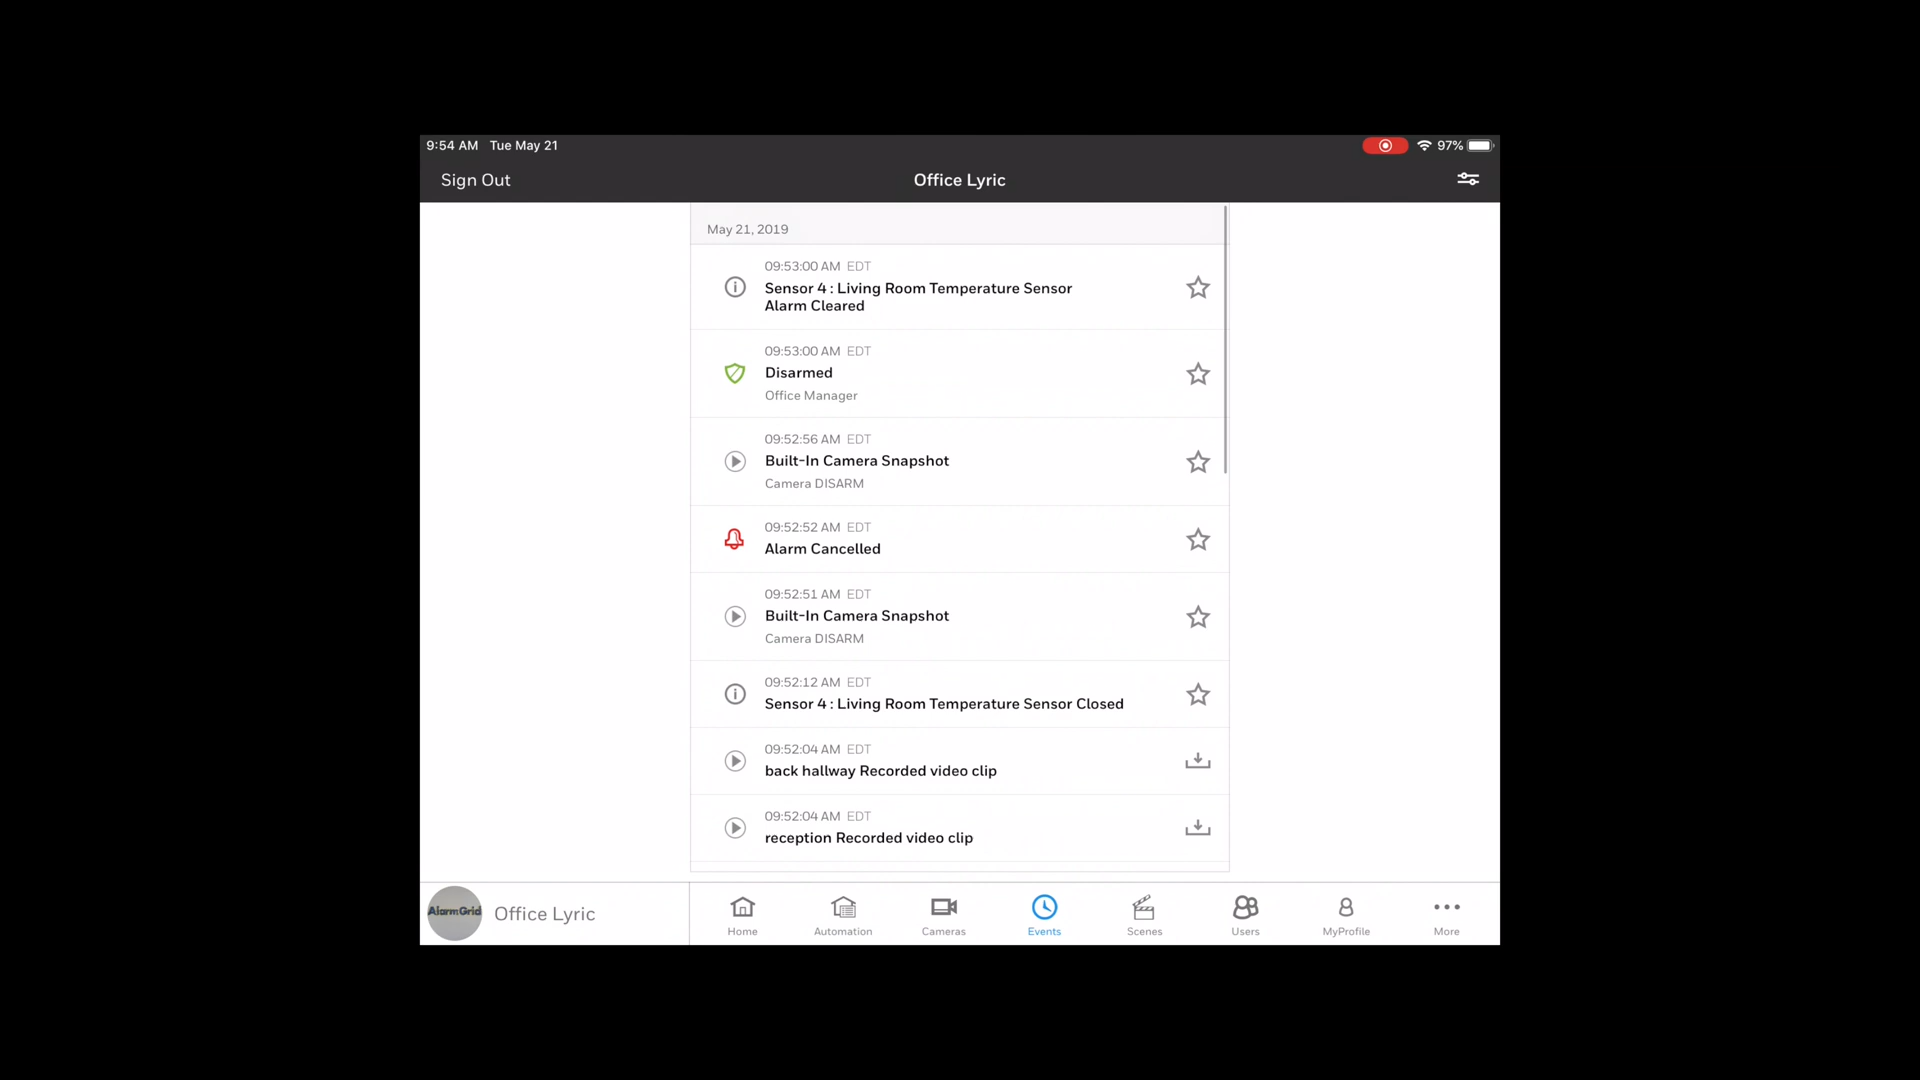 9:54 AM Tue May 21
97%
Sign Out
Office Lyric
May 21, 2019
09:53:00 AM EDT
Sensor 4 : Living Room Temperature Sensor
Alarm Cleared
09:53:00 AM EDT
Disarmed
Office Manager
09:52:56 AM EDT
Built-In Camera Snapshot
Camera DISARM
09:52:52 AM EDT
Alarm Cancelled
09:52:51 AM EDT
Built-In Camera Snapshot
Camera DISARM
09:52:12 AM EDT
Sensor 4 : Living Room Temperature Sensor Closed
09:52:04 AM EDT
back hallway Recorded video clip
09:52:04 AM EDT
reception Recorded video clip
AlarmGrid
Office Lyric
Home
Automation
Cameras
Events
Scenes
Users
MyProfile
More